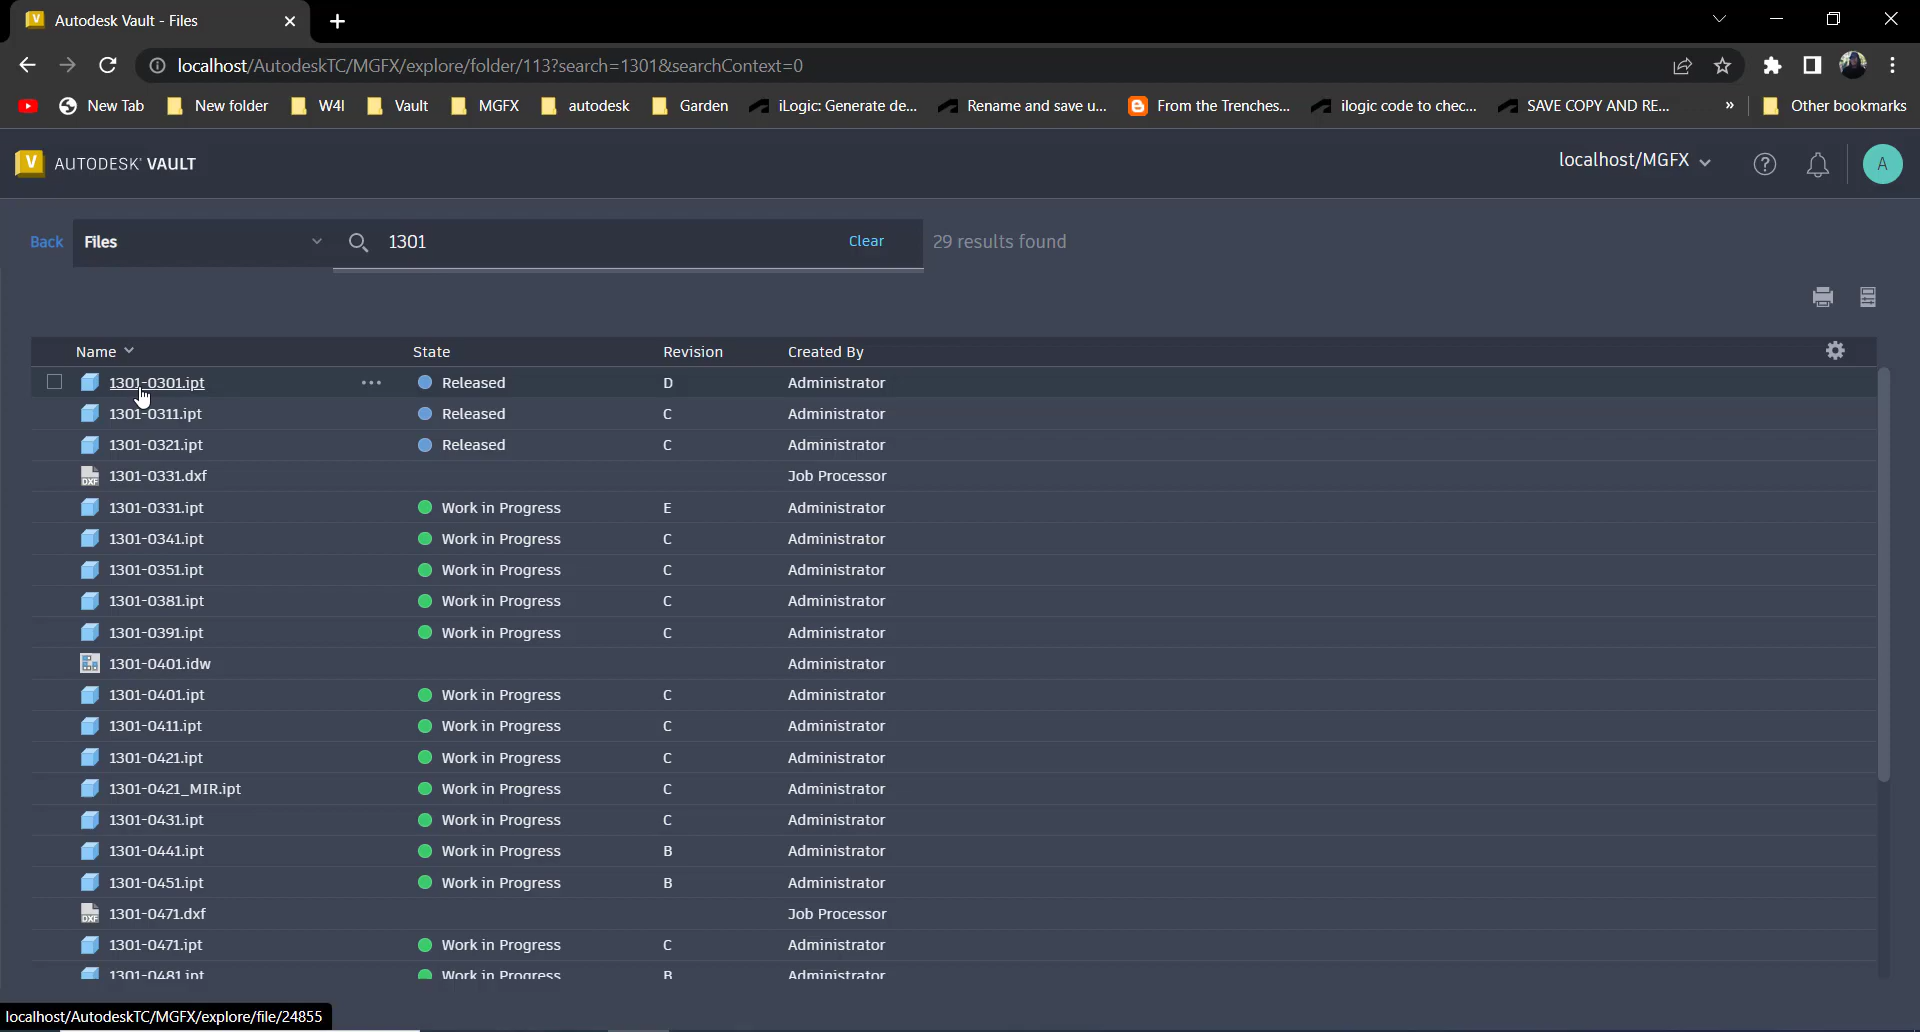 Autodesk Vault - Files
localhost/AutodeskTC/MGFX/explore/folder/113?search=1301&searchContext=0
New Tab New folder W4I Vault MGFX autodesk Garden iLogic: Generate de... Rename and save u... From the Trenches... ilogic code to chec... SAVE COPY AND RE... » Other bookmarks
V AUTODESK VAULT localhost/MGFX ? A
Back Files 1301 Clear 29 results found
Name State Revision Created By
1301-0301.ipt ... Released D Administrator
1301-0311.ipt Released C Administrator
1301-0321.ipt Released C Administrator
DXF 1301-0331.dxf Job Processor
1301-0331.ipt Work in Progress E Administrator
1301-0341.ipt Work in Progress C Administrator
1301-0351.ipt Work in Progress C Administrator
1301-0381.ipt Work in Progress C Administrator
1301-0391.ipt Work in Progress C Administrator
1301-0401.idw Administrator
1301-0401.ipt Work in Progress C Administrator
1301-0411.ipt Work in Progress C Administrator
1301-0421.ipt Work in Progress C Administrator
1301-0421_MIR.ipt Work in Progress C Administrator
1301-0431.ipt Work in Progress C Administrator
1301-0441.ipt Work in Progress B Administrator
1301-0451.ipt Work in Progress B Administrator
DXF 1301-0471.dxf Job Processor
1301-0471.ipt Work in Progress C Administrator
1301-0481.ipt Work in Progress B Administrator
localhost/AutodeskTC/MGFX/explore/file/24855